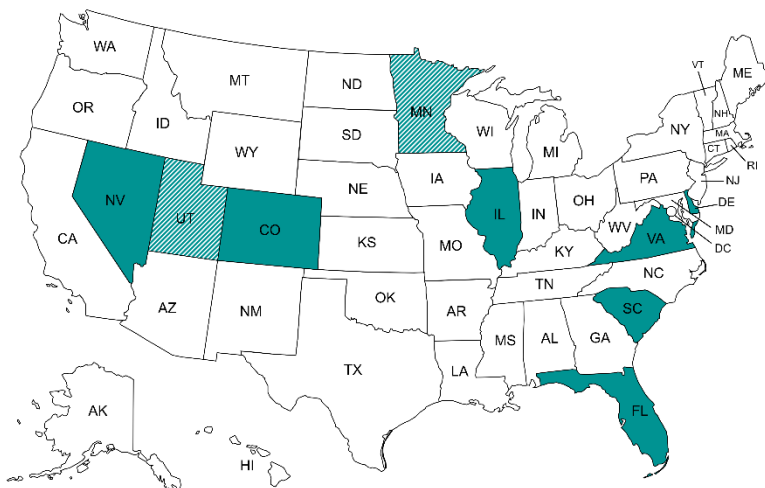 WA
MT
ND
MN
VT
ME
OR
ID
SD
WI
NH
NY
MA
WY
MI
CT
RI
IA
PA
NJ
NV
NE
IL
IN
OH
DE
UT
CO
WV
MD
CA
KS
MO
VA
DC
KY
NC
TN
AZ
NM
OK
AR
SC
MS
AL
GA
TX
LA
AK
FL
HI